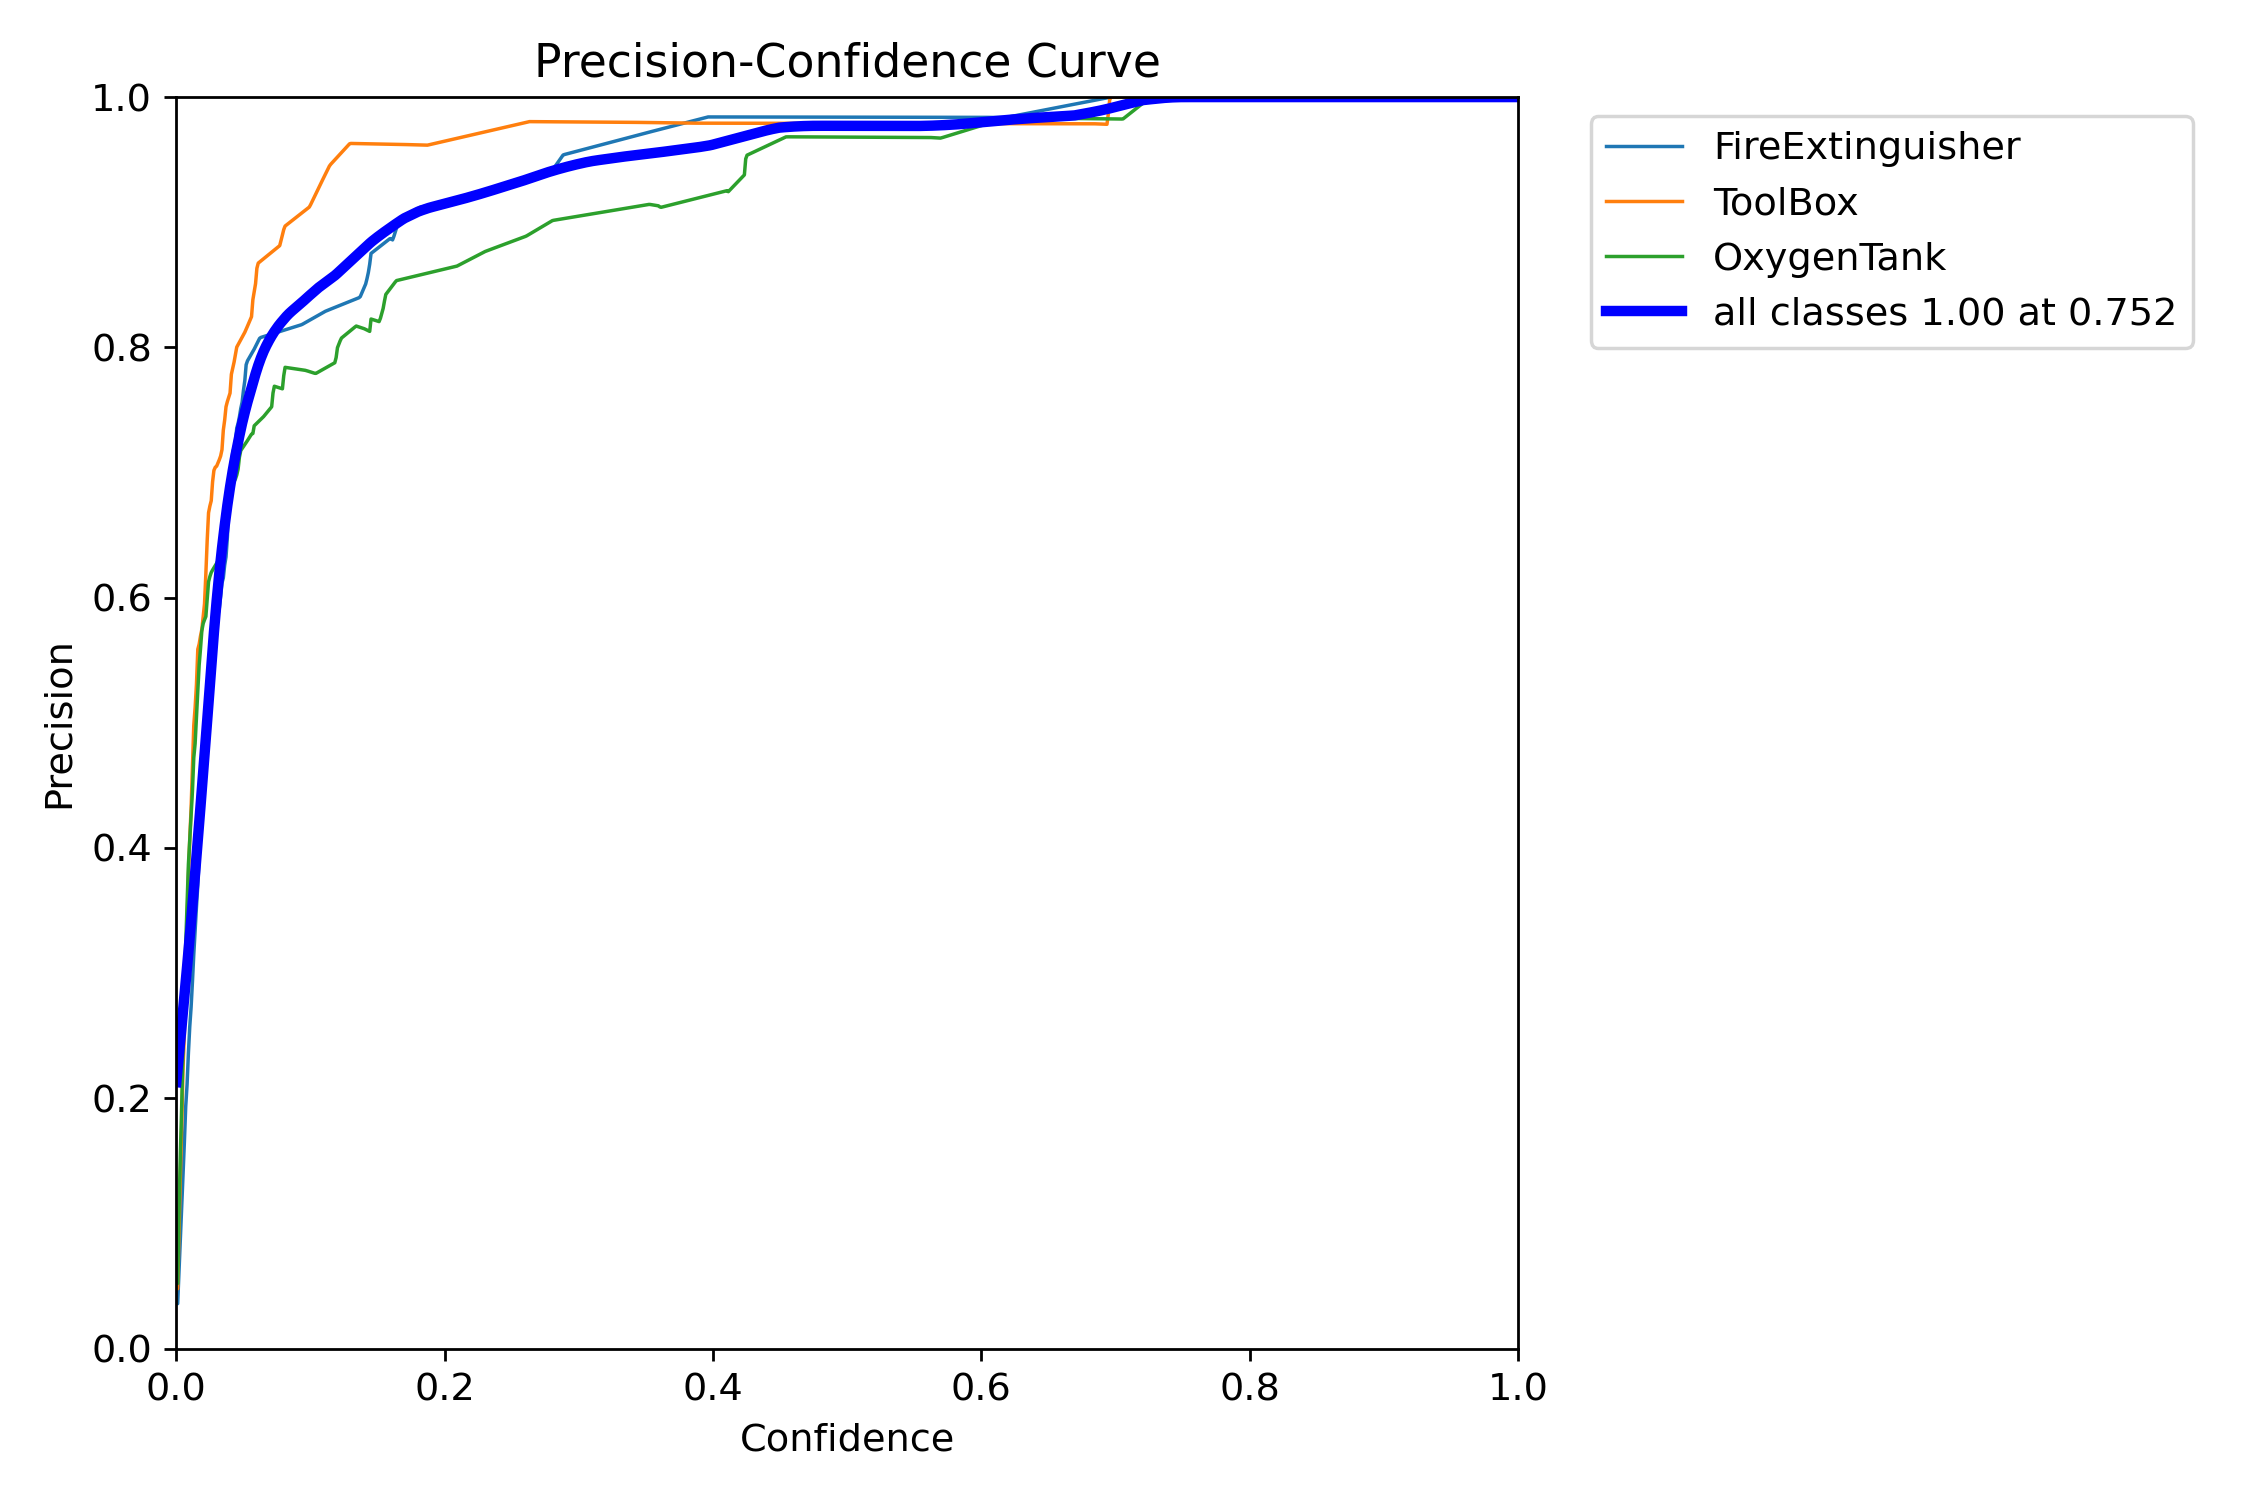 Precision-Confidence Curve
1.0
0.8
0.6
0.4
0.2
0.0
Precision
0.0 0.2 0.4 0.6 0.8 1.0
Confidence
FireExtinguisher
ToolBox
OxygenTank
all classes 1.00 at 0.752